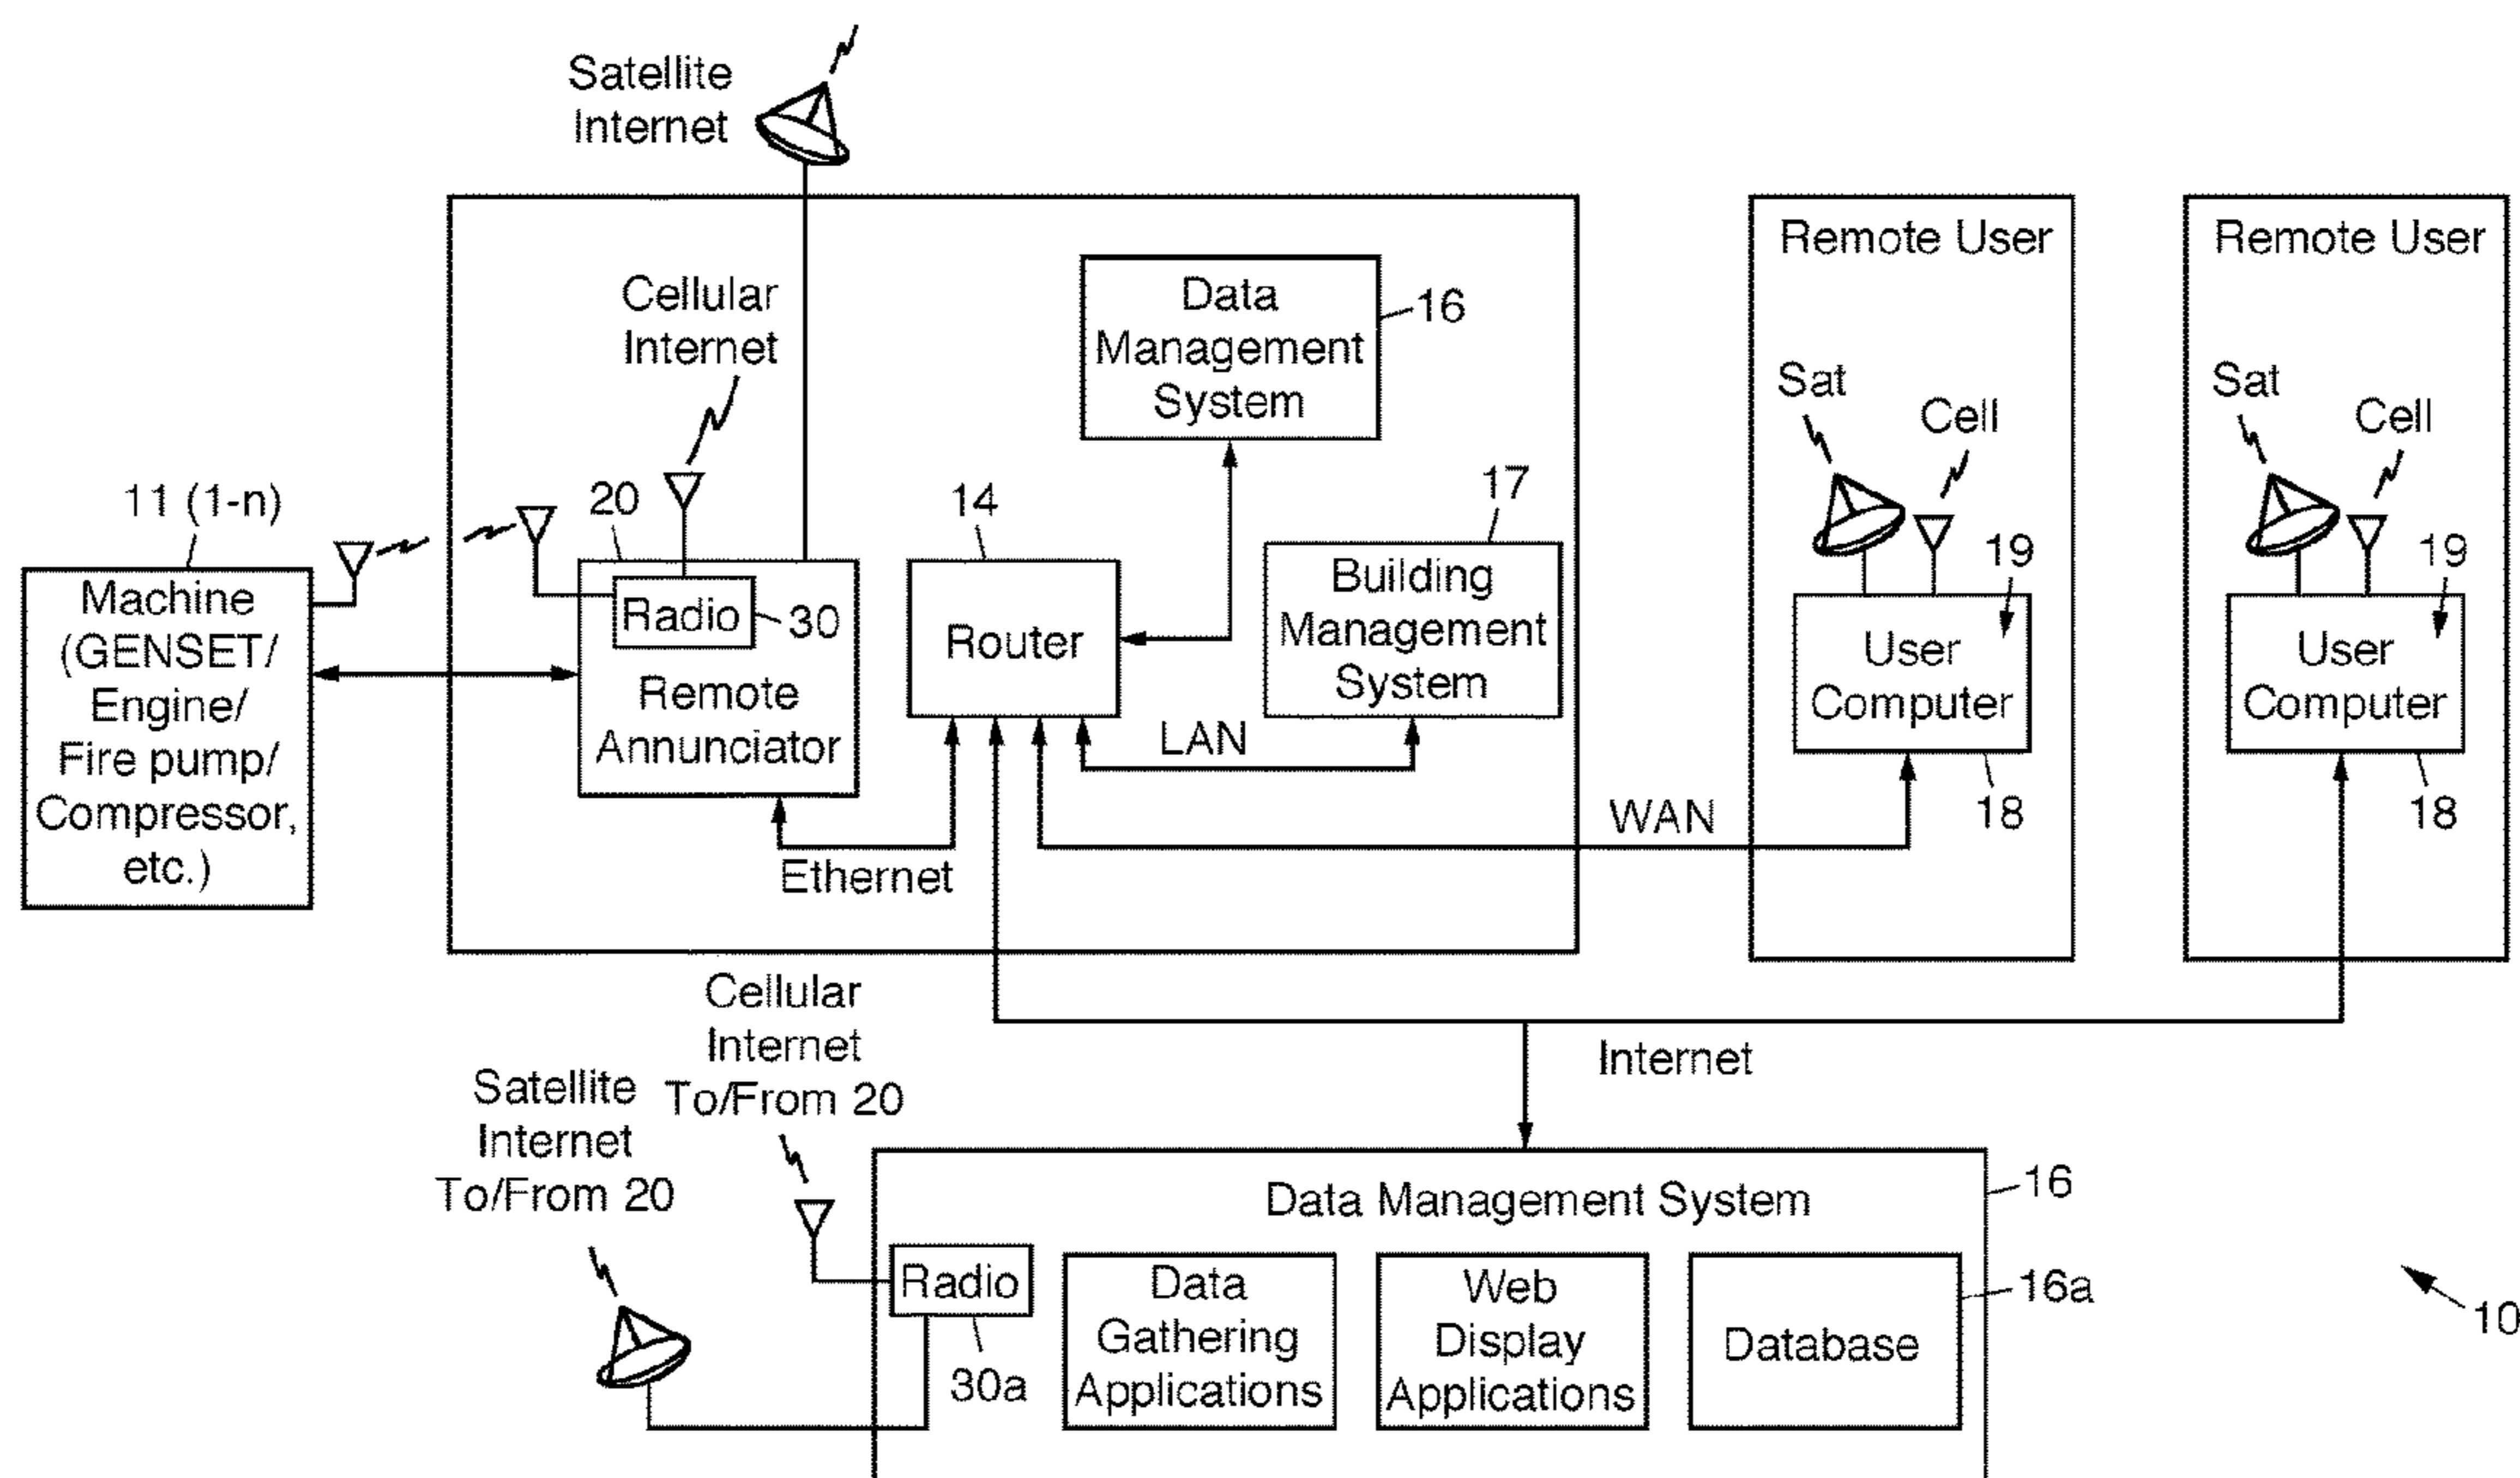 Satellite
Internet
Cellular
Internet
Data
Management
System
16
Remote User
Sat
Cell
Remote User
Sat
Cell
11 (1-n)
20
14
17
19
19
Machine
(GENSET/
Engine/
Fire pump/
Compressor,
etc.)
Radio
30
Remote
Annunciator
Router
Building
Management
System
User
Computer
User
Computer
LAN
18
18
WAN
Ethernet
Cellular
Internet
To/From 20
Internet
Satellite
Internet
To/From 20
Data Management System
16
Radio
30a
Data
Gathering
Applications
Web
Display
Applications
Database
16a
10